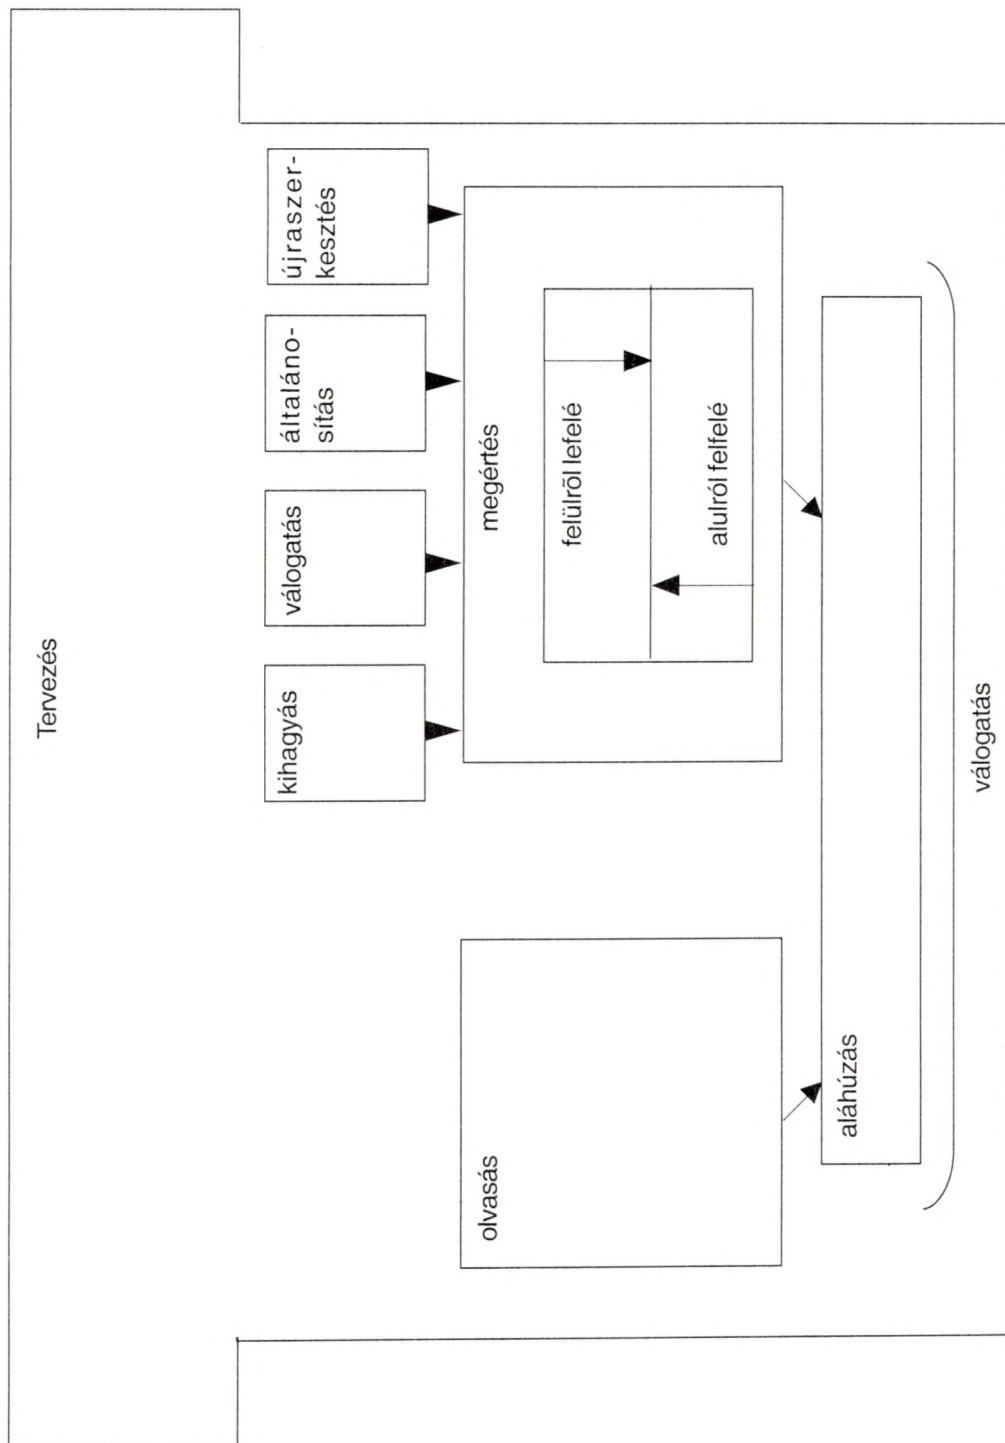 Tervezés
kihagyás
válogatás
általáno-
sítás
újraszer-
kesztés
olvasás
megértés
felülről lefelé
alulról felfelé
aláhúzás
válogatás